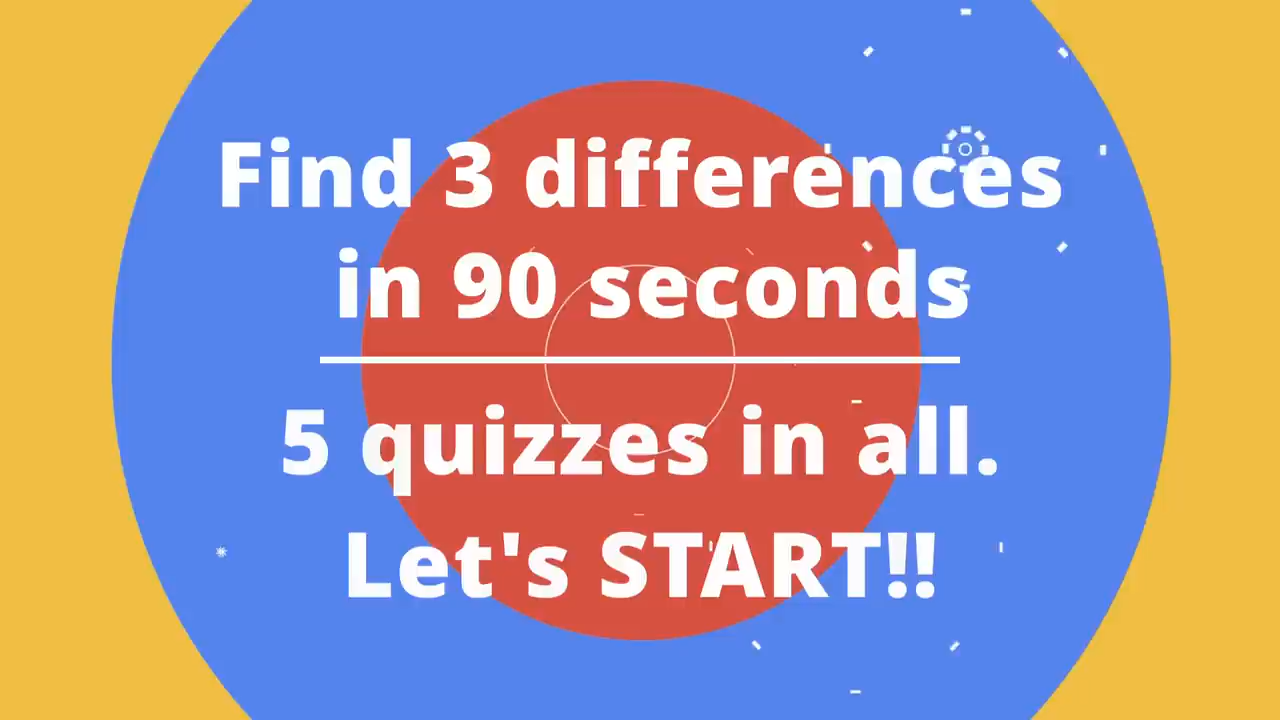 Find 3 differences
in 90 seconds
5 quizzes in all.
Let's START!!